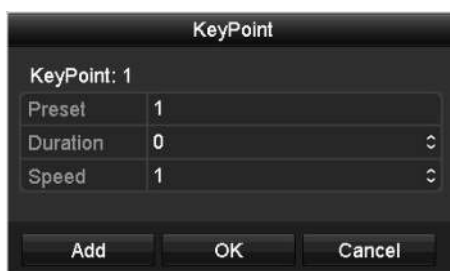 KeyPoint
KeyPoint: 1
Preset 1
Duration 0
Speed 1
Add OK Cancel